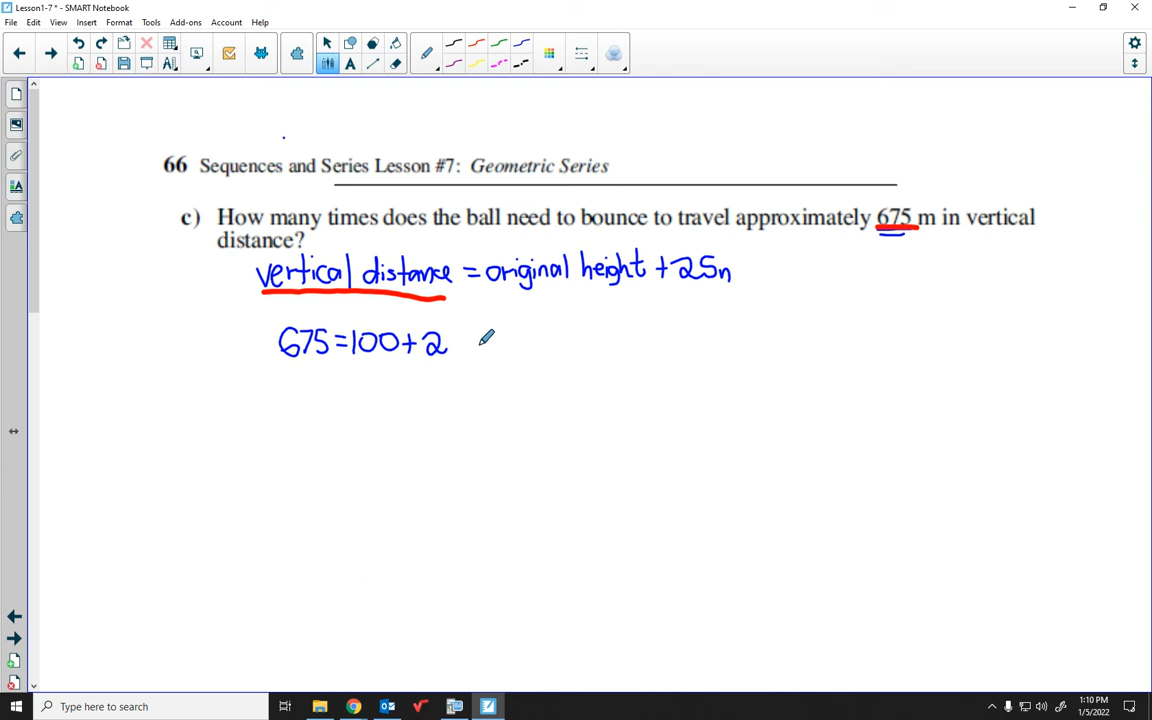 Lesson1-7 * - SMART Notebook
File Edit View Insert Format Tools Add-ons Account Help
66 Sequences and Series Lesson #7: Geometric Series
c) How many times does the ball need to bounce to travel approximately 675 m in vertical
distance?
vertical distance = original height + 2Sn
675=100+2
Type here to search
1:10 PM
1/5/2022